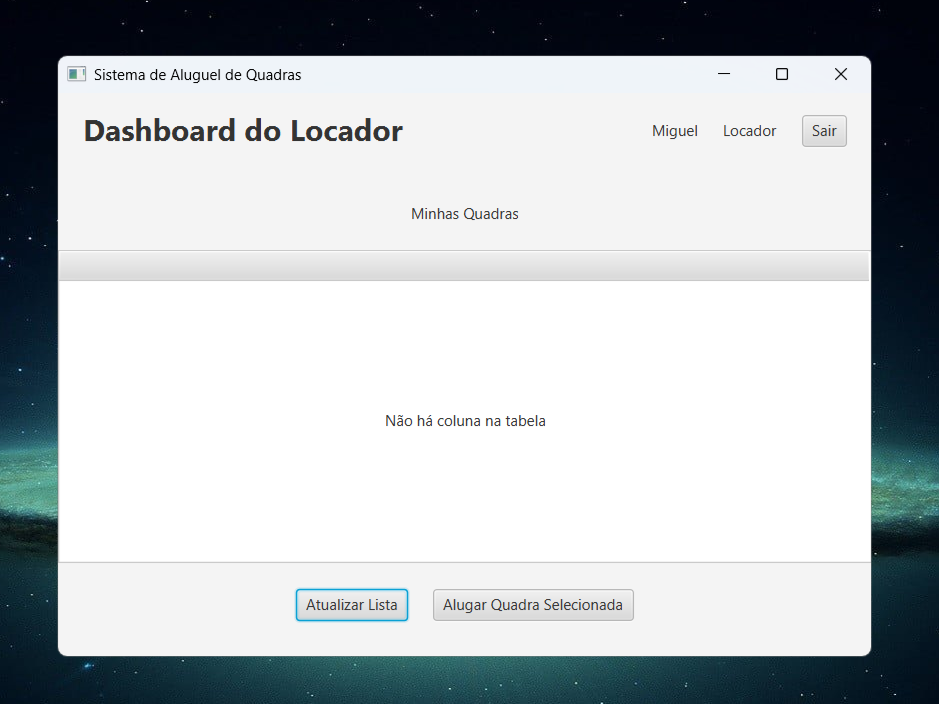 Sistema de Aluguel de Quadras
Dashboard do Locador
Miguel
Locador
Sair
Minhas Quadras
Não há coluna na tabela
Atualizar Lista
Alugar Quadra Selecionada